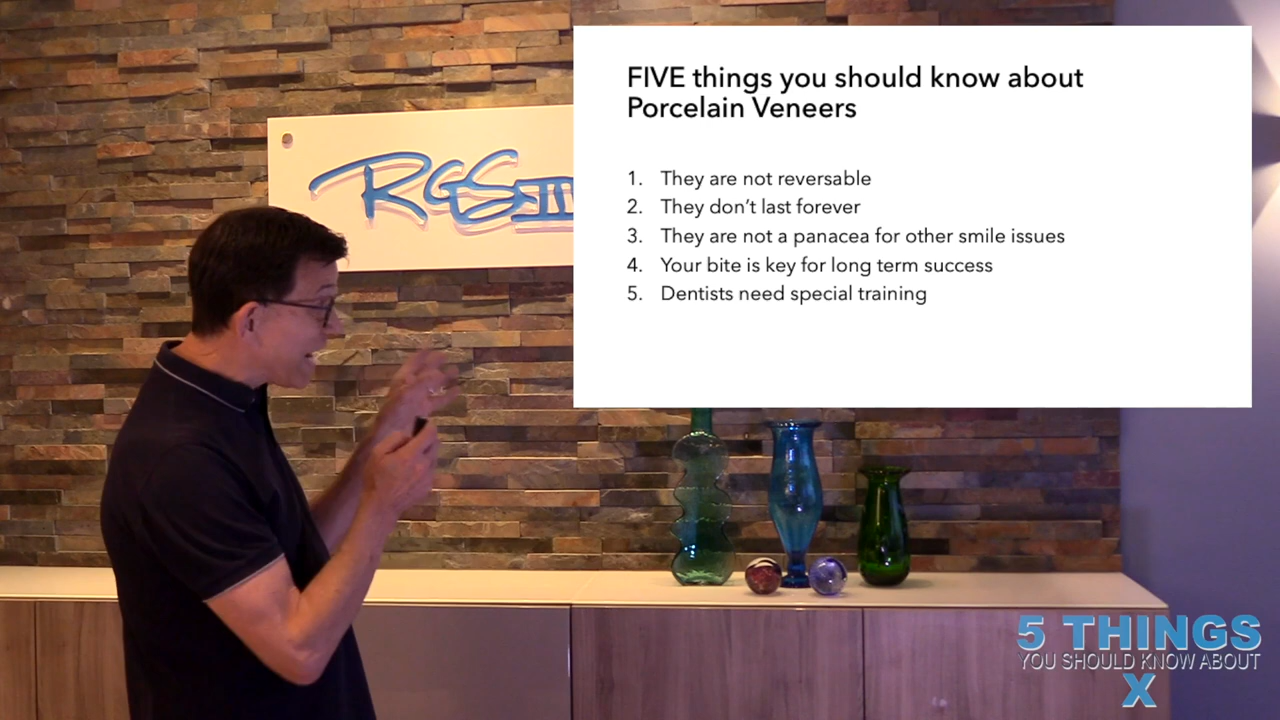 FIVE things you should know about
Porcelain Veneers
1. They are not reversable
2. They don’t last forever
3. They are not a panacea for other smile issues
4. Your bite is key for long term success
5. Dentists need special training
RGSIII
5 THINGS
YOU SHOULD KNOW ABOUT
X